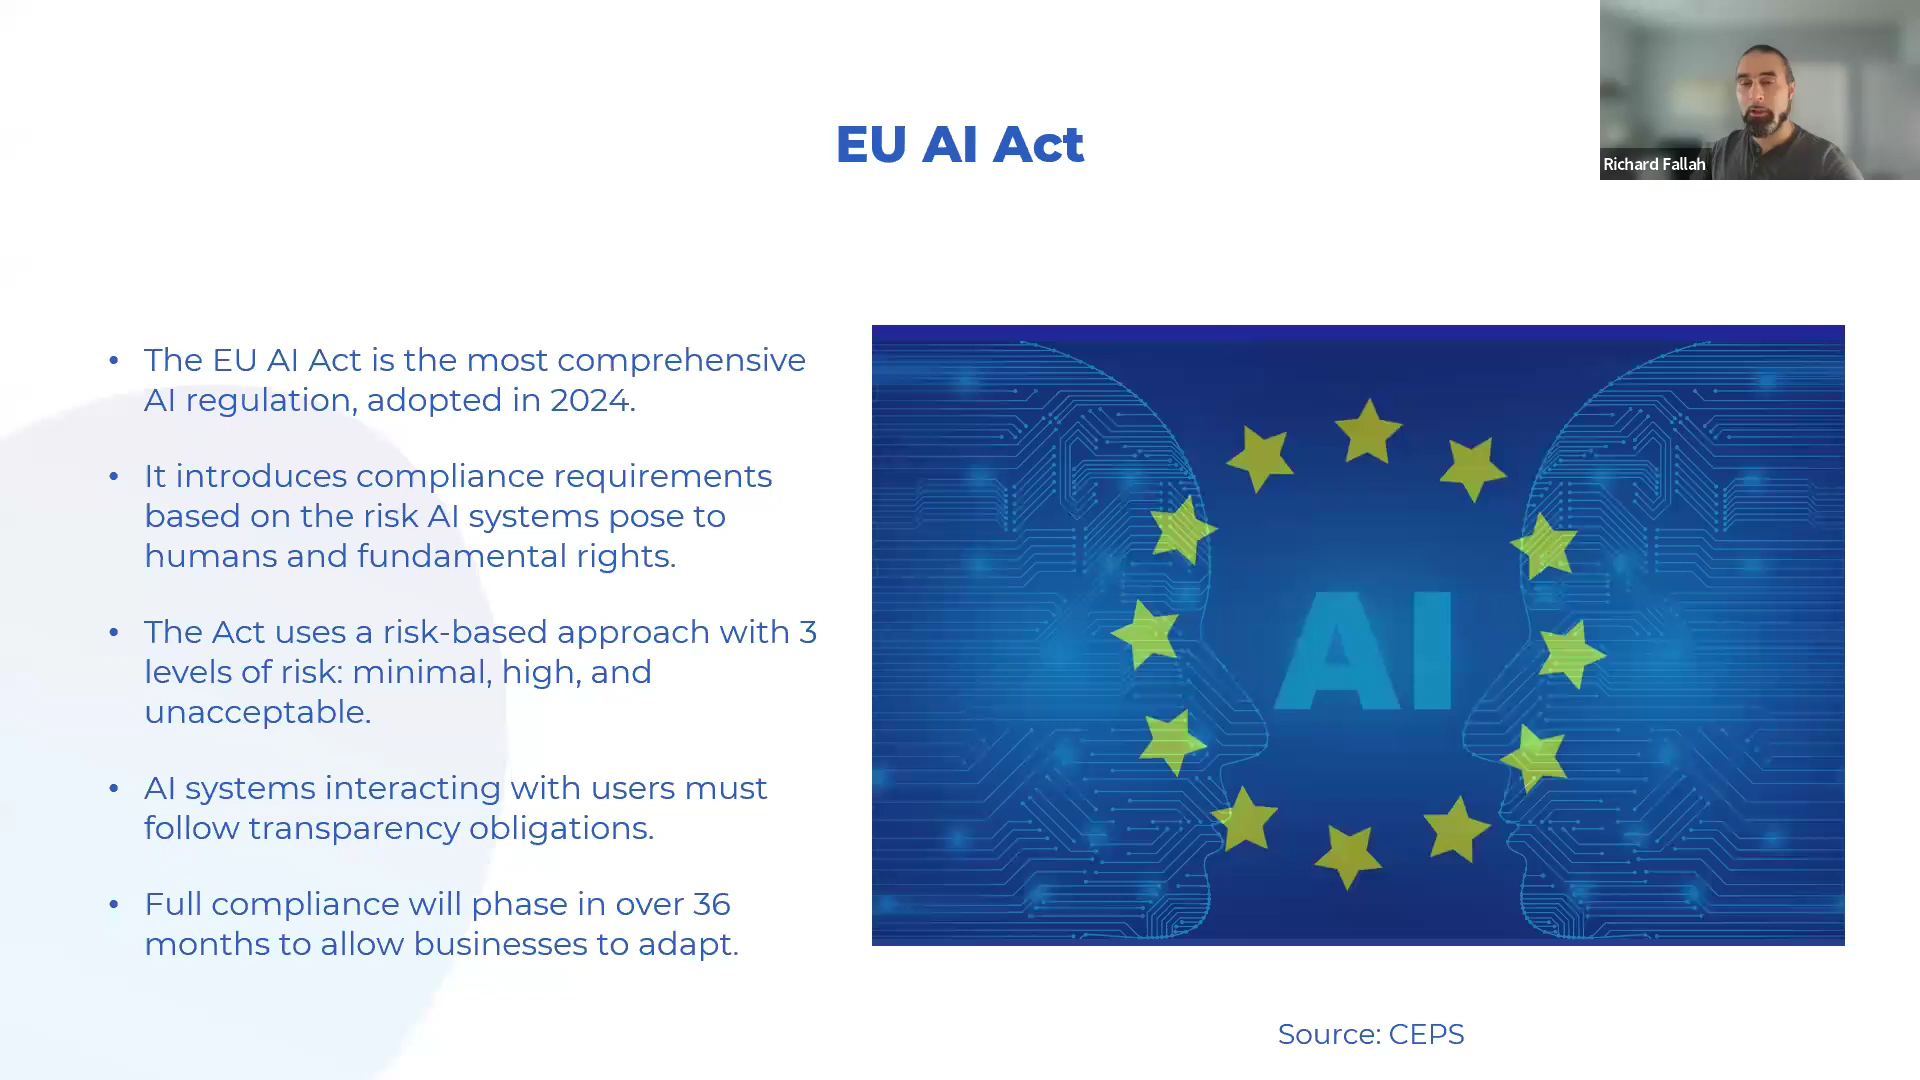 EU AI Act
Richard Fallah
• The EU AI Act is the most comprehensive
AI regulation, adopted in 2024.
• It introduces compliance requirements
based on the risk AI systems pose to
humans and fundamental rights.
• The Act uses a risk-based approach with 3
levels of risk: minimal, high, and
unacceptable.
• AI systems interacting with users must
follow transparency obligations.
• Full compliance will phase in over 36
months to allow businesses to adapt.
AI
Source: CEPS